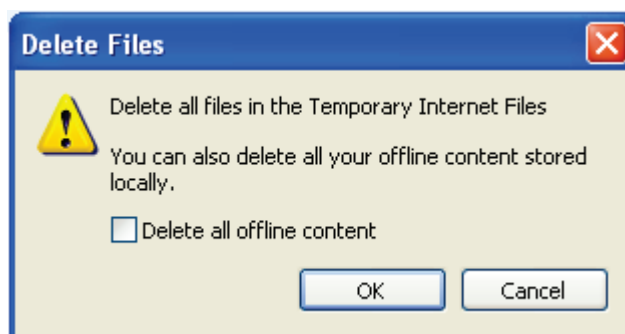 Delete Files
Delete all files in the Temporary Internet Files
You can also delete all your offline content stored
locally.
Delete all offline content
OK
Cancel